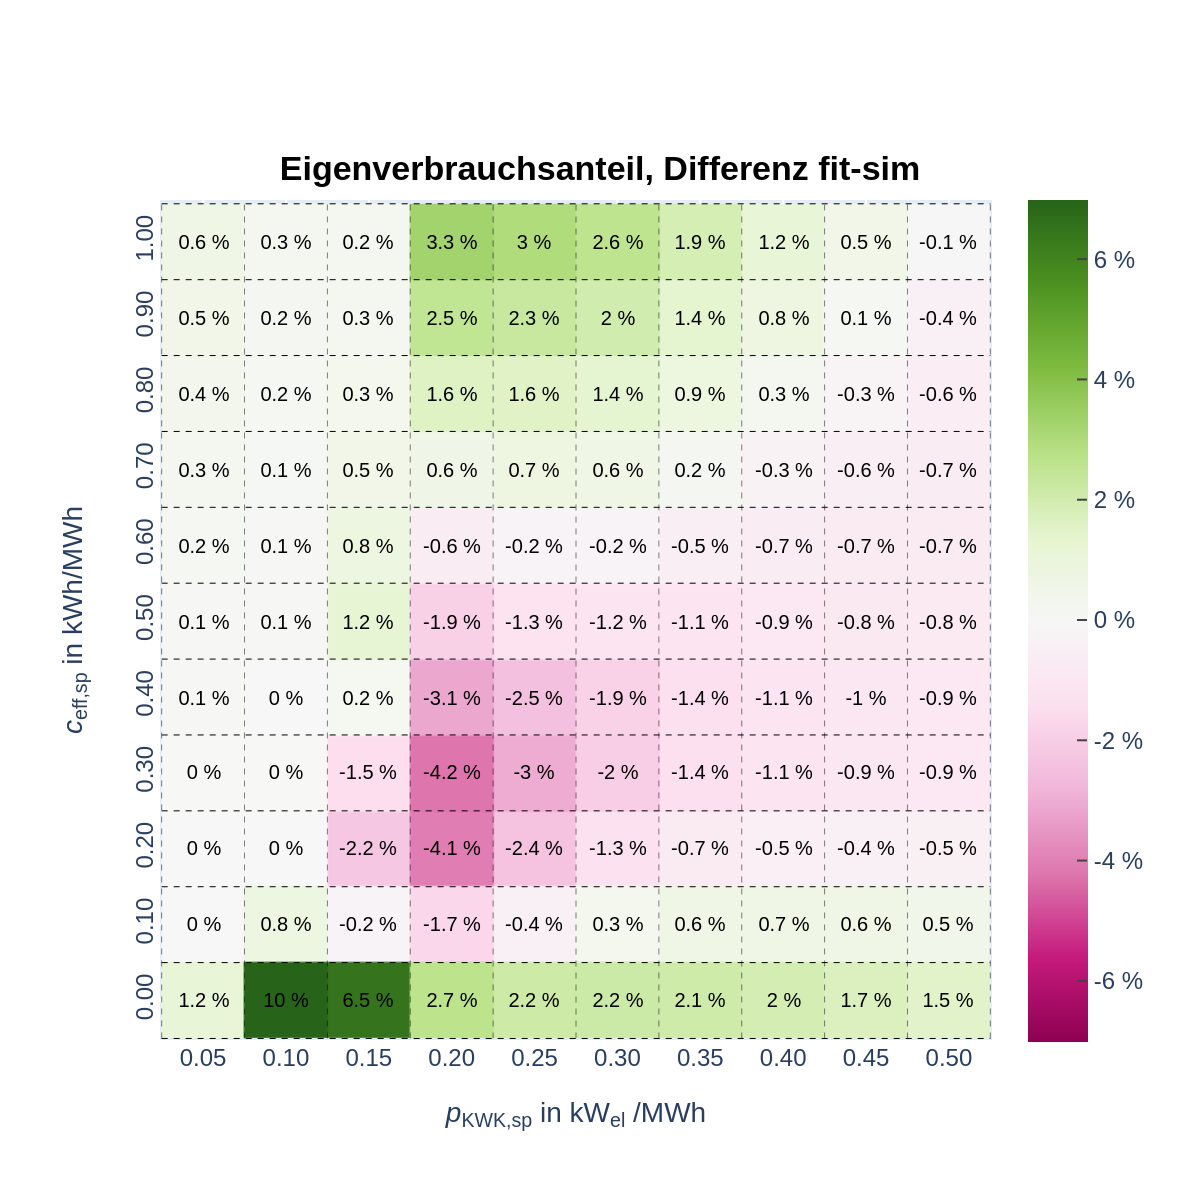 Eigenverbrauchsanteil, Differenz fit-sim
1.00 0.6 % 0.3 % 0.2 % 3.3 % 3 % 2.6 % 1.9 % 1.2 % 0.5 % -0.1 %
0.90 0.5 % 0.2 % 0.3 % 2.5 % 2.3 % 2 % 1.4 % 0.8 % 0.1 % -0.4 %
0.80 0.4 % 0.2 % 0.3 % 1.6 % 1.6 % 1.4 % 0.9 % 0.3 % -0.3 % -0.6 %
0.70 0.3 % 0.1 % 0.5 % 0.6 % 0.7 % 0.6 % 0.2 % -0.3 % -0.6 % -0.7 %
0.60 0.2 % 0.1 % 0.8 % -0.6 % -0.2 % -0.2 % -0.5 % -0.7 % -0.7 % -0.7 %
0.50 0.1 % 0.1 % 1.2 % -1.9 % -1.3 % -1.2 % -1.1 % -0.9 % -0.8 % -0.8 %
0.40 0.1 % 0 % 0.2 % -3.1 % -2.5 % -1.9 % -1.4 % -1.1 % -1 % -0.9 %
0.30 0 % 0 % -1.5 % -4.2 % -3 % -2 % -1.4 % -1.1 % -0.9 % -0.9 %
0.20 0 % 0 % -2.2 % -4.1 % -2.4 % -1.3 % -0.7 % -0.5 % -0.4 % -0.5 %
0.10 0 % 0.8 % -0.2 % -1.7 % -0.4 % 0.3 % 0.6 % 0.7 % 0.6 % 0.5 %
0.00 1.2 % 10 % 6.5 % 2.7 % 2.2 % 2.2 % 2.1 % 2 % 1.7 % 1.5 %
0.05 0.10 0.15 0.20 0.25 0.30 0.35 0.40 0.45 0.50
pKWK,sp in kWel /MWh
ceff,sp in kWh/MWh
6 %
4 %
2 %
0 %
-2 %
-4 %
-6 %